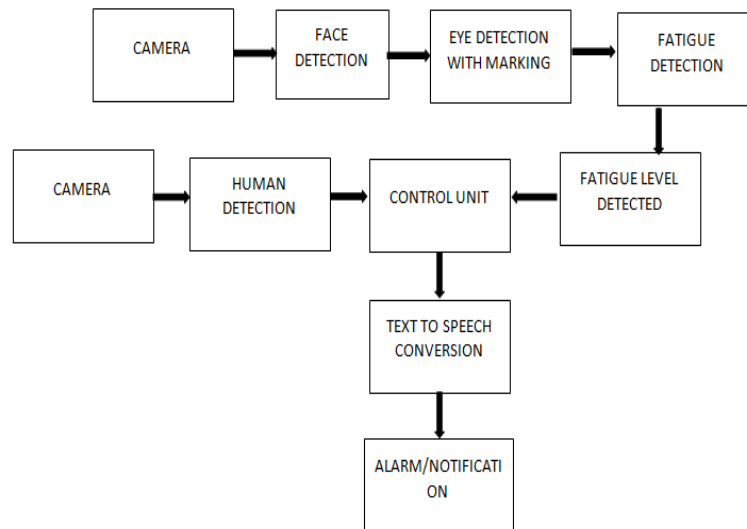 CAMERA
FACE
DETECTION
EYE DETECTION
WITH MARKING
FATIGUE
DETECTION
CAMERA
HUMAN
DETECTION
CONTROL UNIT
FATIGUE LEVEL
DETECTED
TEXT TO SPEECH
CONVERSION
ALARM/NOTIFICATI
ON